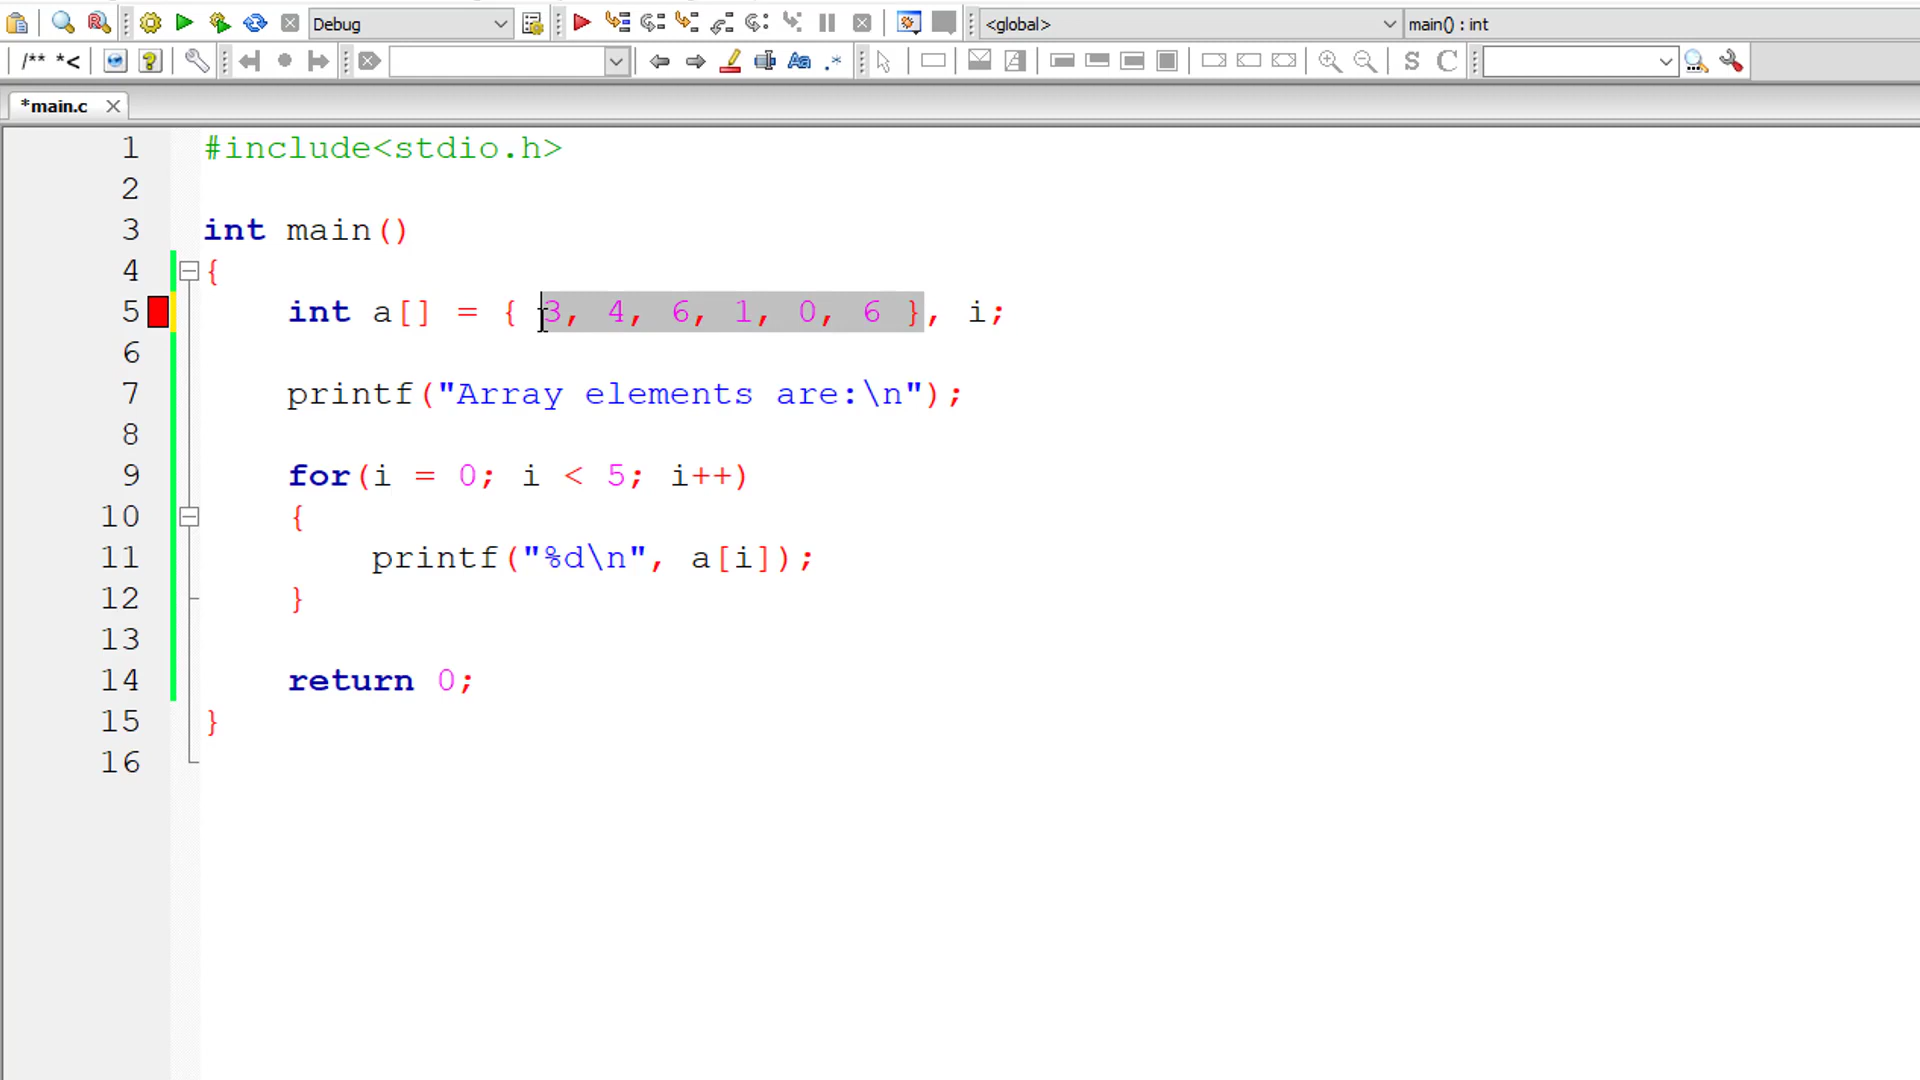 Debug
<global>
main() : int
/** *<
Aa
.*
S C
*main.c
1 #include<stdio.h>
2
3 int main()
4 {
5 int a[] = { 3, 4, 6, 1, 0, 6 }, i;
6
7 printf("Array elements are:\n");
8
9 for(i = 0; i < 5; i++)
10 {
11 printf("%d\n", a[i]);
12 }
13
14 return 0;
15 }
16